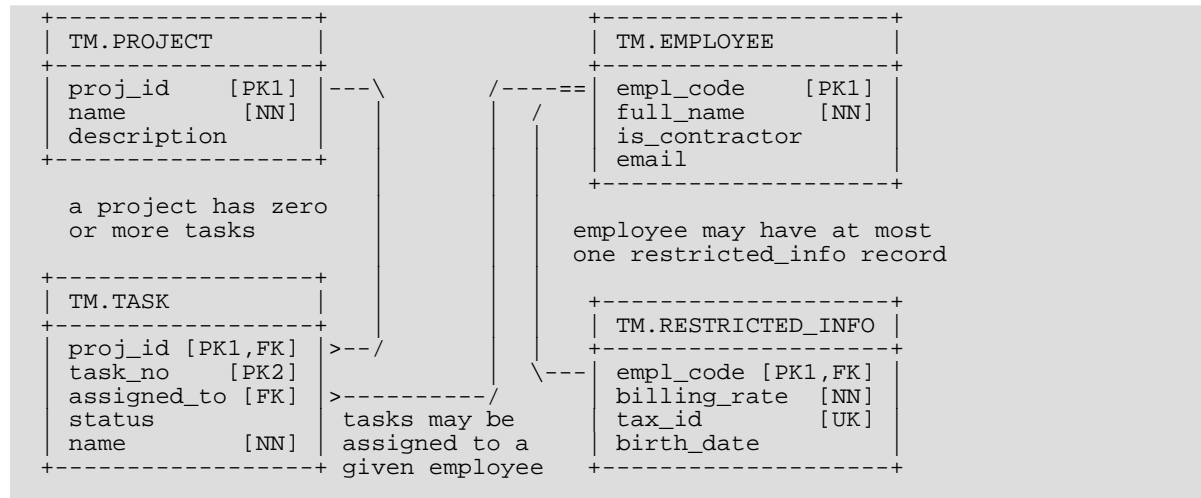 +------------------+                  +--------------------+
| TM.PROJECT       |                  | TM.EMPLOYEE        |
+------------------+                  +--------------------+
| proj_id    [PK1] |---\       /----==| empl_code    [PK1] |
| name        [NN] |   |       |  /   | full_name     [NN] |
| description      |   |       |  |   | is_contractor      |
+------------------+   |       |  |   | email              |
                       |       |  |   +--------------------+
  a project has zero   |       |  |
  or more tasks        |       |  |  employee may have at most
                       |       |  |  one restricted_info record
+------------------+   |       |  |
| TM.TASK          |   |       |  |   +--------------------+
+------------------+   |       |  |   | TM.RESTRICTED_INFO |
| proj_id [PK1,FK] |>--/       |  |   +--------------------+
| task_no    [PK2] |           |  \---| empl_code [PK1,FK] |
| assigned_to [FK] |>----------/      | billing_rate  [NN] |
| status           | tasks may be     | tax_id        [UK] |
| name        [NN] | assigned to a    | birth_date         |
+------------------+ given employee   +--------------------+